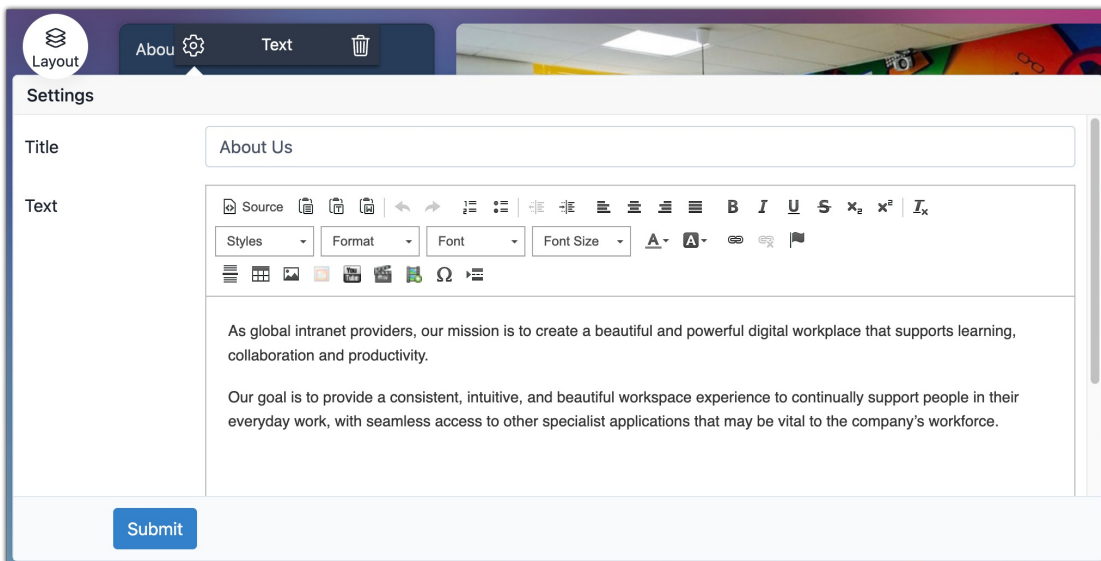 Layout
Abou
Text
Settings
Title
About Us
Text
Source
Styles
Format
Font
Font Size
As global intranet providers, our mission is to create a beautiful and powerful digital workplace that supports learning,
collaboration and productivity.
Our goal is to provide a consistent, intuitive, and beautiful workspace experience to continually support people in their
everyday work, with seamless access to other specialist applications that may be vital to the company’s workforce.
Submit